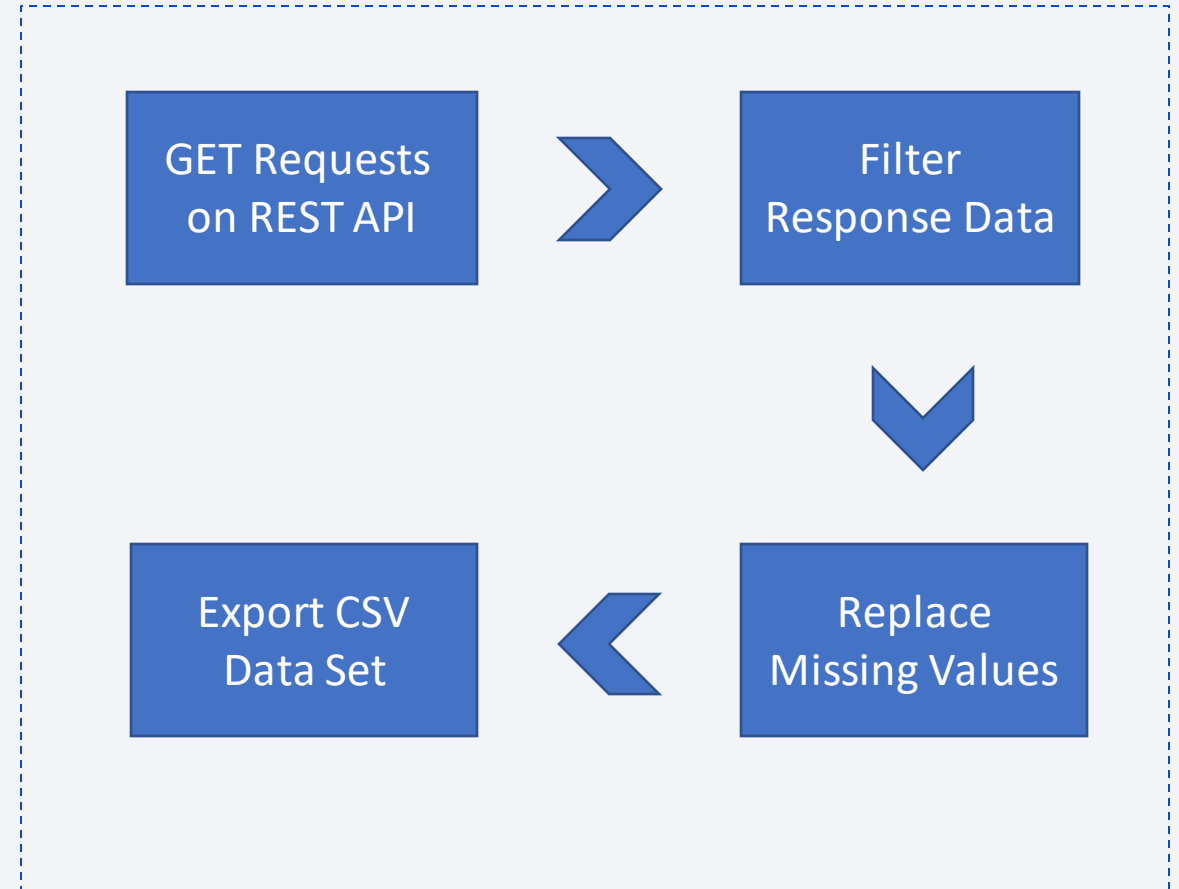 GET Requests
on REST API
Filter
Response Data
Replace
Missing Values
Export CSV
Data Set